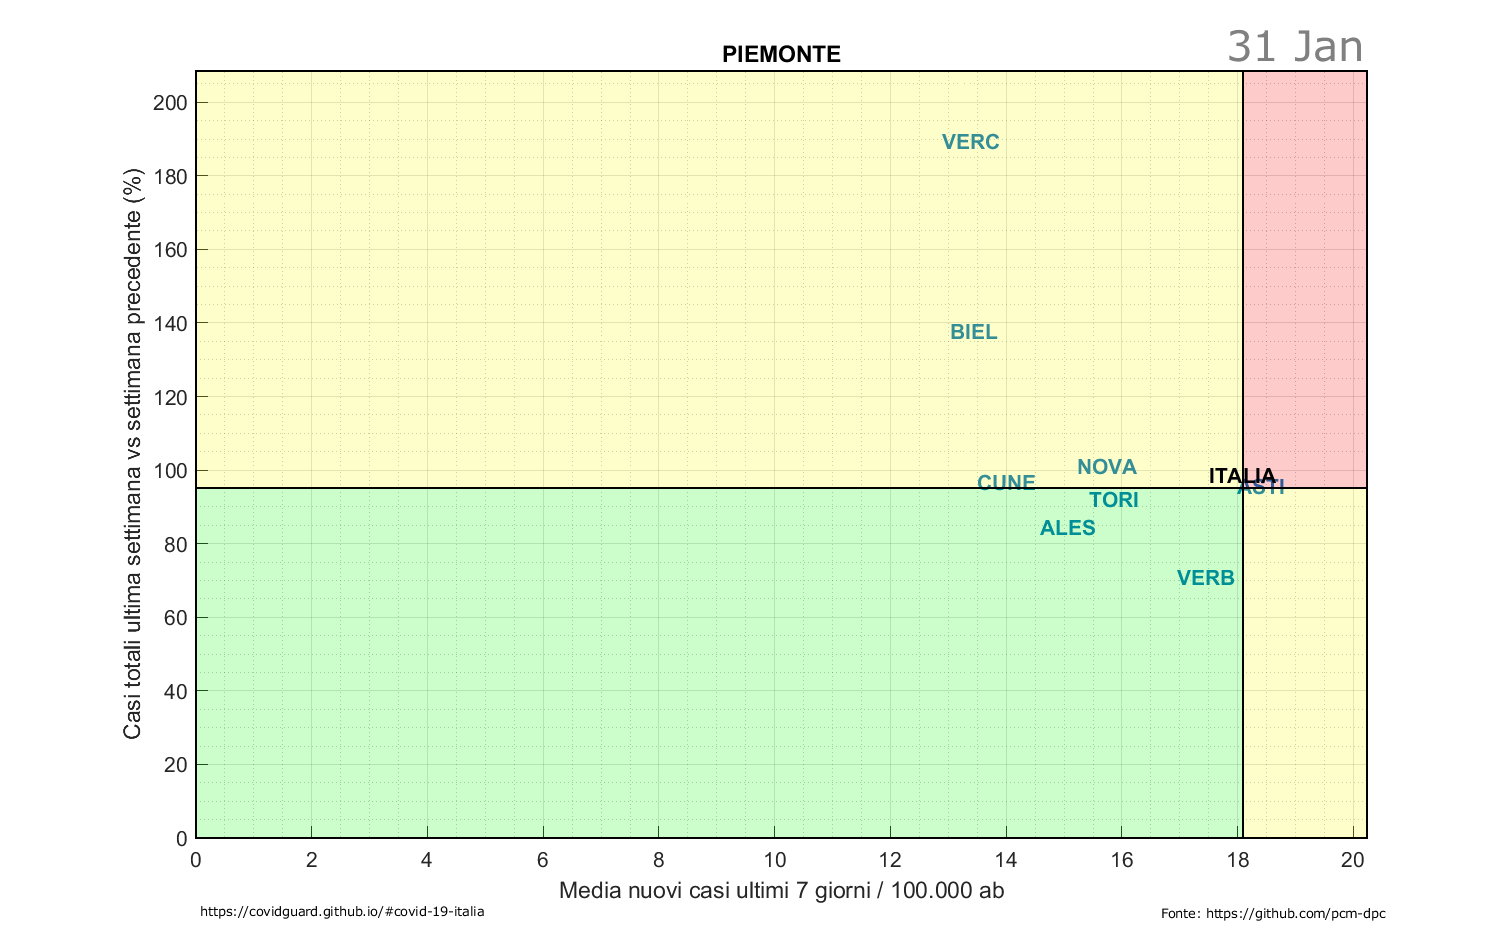 31 Jan
PIEMONTE
Casi totali ultima settimana vs settimana precedente (%)
200
180
160
140
120
100
80
60
40
20
0
VERC
BIEL
NOVA
ITALIA
CUNE
ASTI
TORI
ALES
VERB
0 2 4 6 8 10 12 14 16 18 20
Media nuovi casi ultimi 7 giorni / 100.000 ab
https://covidguard.github.io/#covid-19-italia
Fonte: https://github.com/pcm-dpc